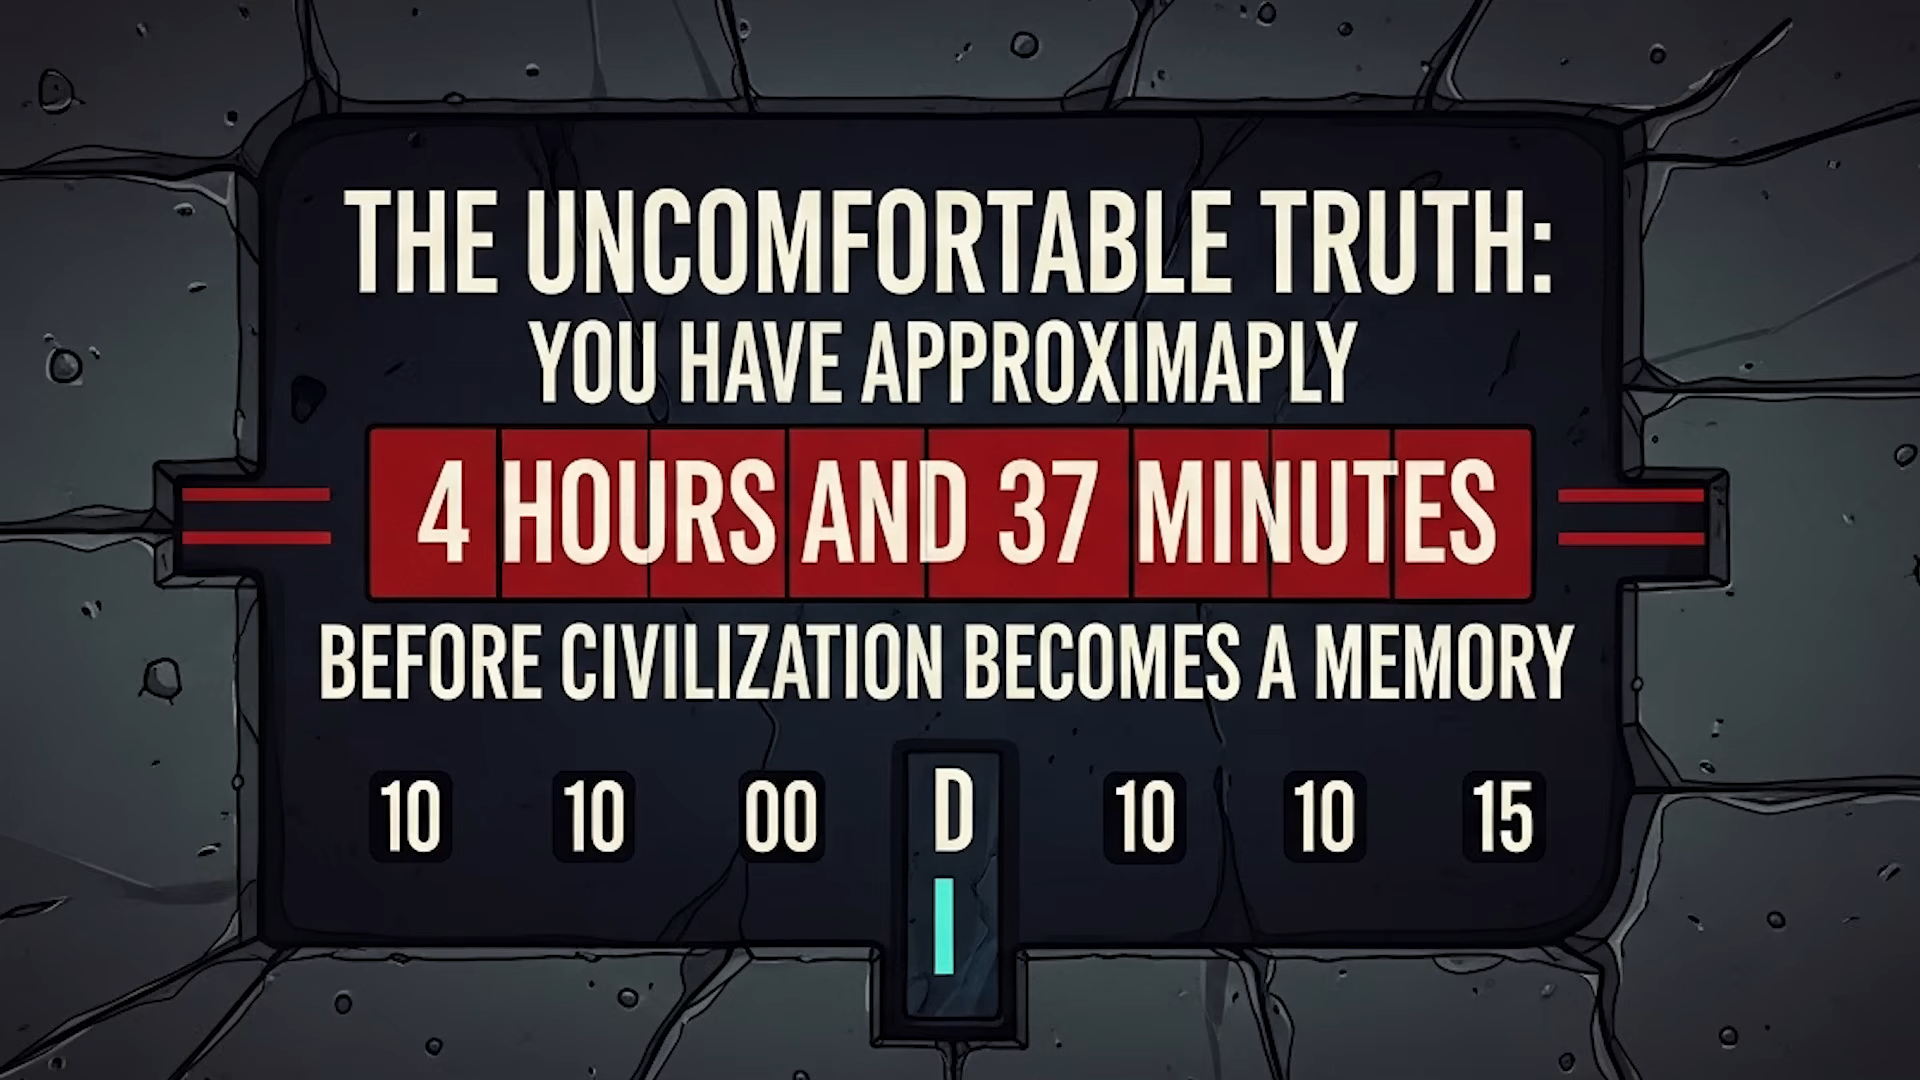 THE UNCOMFORTABLE TRUTH:
YOU HAVE APPROXIMAPLY
4 HOURS AND 37 MINUTES
BEFORE CIVILIZATION BECOMES A MEMORY
10 10 00 D 10 10 15